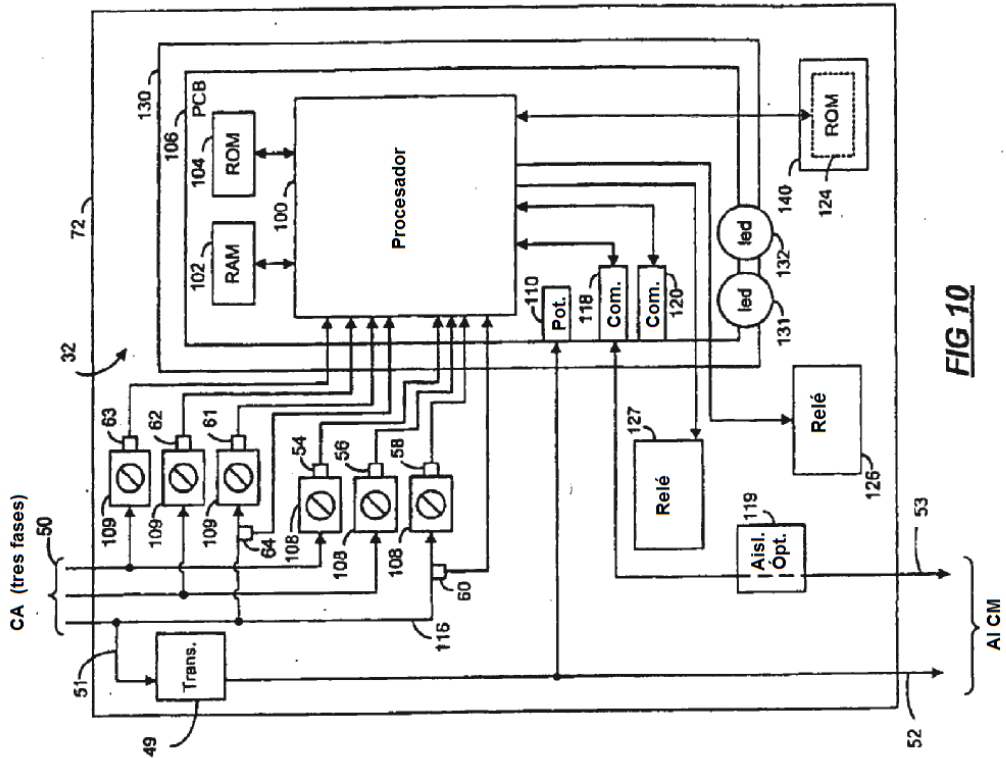 72
32
130
106
PCB
104
ROM
102
RAM
100
Procesador
CA (tres fases)
50
109
63
109
62
109
61
64
108
54
108
56
108
58
60
116
51
Trans.
49
110
Pot.
118
Com.
120
Com.
led
131
led
132
140
ROM
124
127
Relé
Relé
126
119
Aisl.
Ópt.
53
52
Al CM
FIG 10